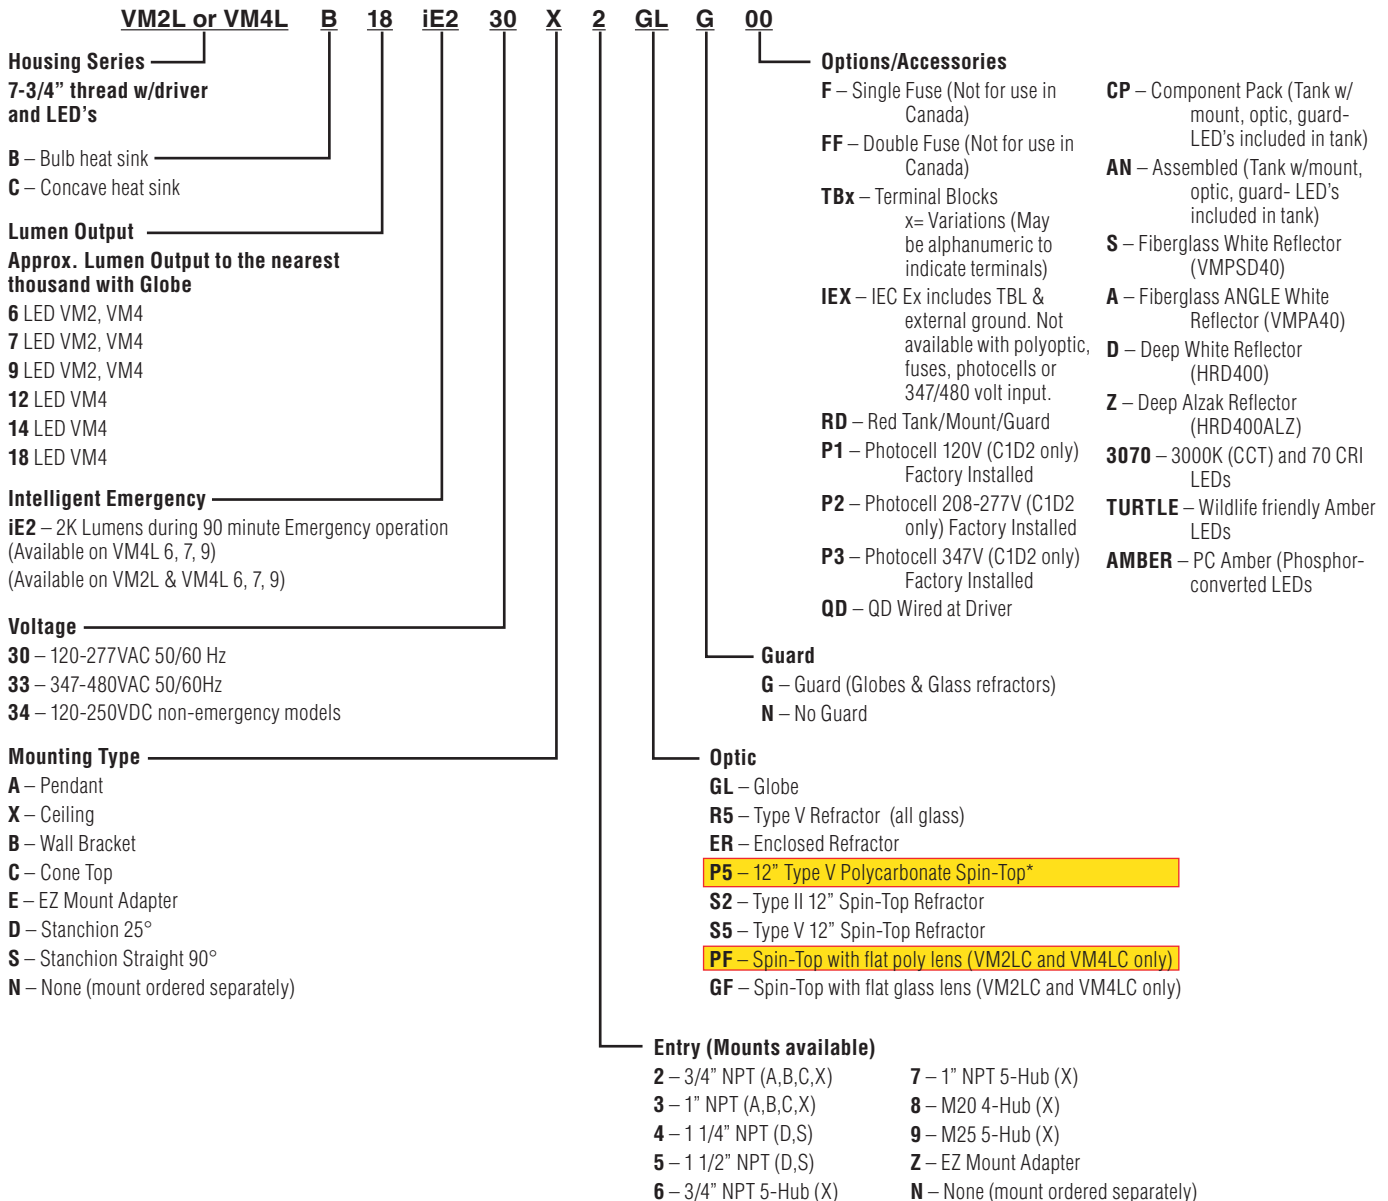 VM2L or VM4L B 18 iE2 30 X 2 GL G 00
Housing Series
7-3/4” thread w/driver
and LED’s
B – Bulb heat sink
C – Concave heat sink
Lumen Output
Approx. Lumen Output to the nearest
thousand with Globe
6 LED VM2, VM4
7 LED VM2, VM4
9 LED VM2, VM4
12 LED VM4
14 LED VM4
18 LED VM4
Intelligent Emergency
iE2 – 2K Lumens during 90 minute Emergency operation
(Available on VM4L 6, 7, 9)
(Available on VM2L & VM4L 6, 7, 9)
Voltage
30 – 120-277VAC 50/60 Hz
33 – 347-480VAC 50/60Hz
34 – 120-250VDC non-emergency models
Mounting Type
A – Pendant
X – Ceiling
B – Wall Bracket
C – Cone Top
E – EZ Mount Adapter
D – Stanchion 25°
S – Stanchion Straight 90°
N – None (mount ordered separately)
Options/Accessories
F – Single Fuse (Not for use in
Canada)
FF – Double Fuse (Not for use in
Canada)
TBx – Terminal Blocks
x= Variations (May
be alphanumeric to
indicate terminals)
IEX – IEC Ex includes TBL &
external ground. Not
available with polyoptic,
fuses, photocells or
347/480 volt input.
RD – Red Tank/Mount/Guard
P1 – Photocell 120V (C1D2 only)
Factory Installed
P2 – Photocell 208-277V (C1D2
only) Factory Installed
P3 – Photocell 347V (C1D2 only)
Factory Installed
QD – QD Wired at Driver
CP – Component Pack (Tank w/
mount, optic, guard-
LED’s included in tank)
AN – Assembled (Tank w/mount,
optic, guard- LED’s
included in tank)
S – Fiberglass White Reflector
(VMPSD40)
A – Fiberglass ANGLE White
Reflector (VMPA40)
D – Deep White Reflector
(HRD400)
Z – Deep Alzak Reflector
(HRD400ALZ)
3070 – 3000K (CCT) and 70 CRI
LEDs
TURTLE – Wildlife friendly Amber
LEDs
AMBER – PC Amber (Phosphor-
converted LEDs
Guard
G – Guard (Globes & Glass refractors)
N – No Guard
Optic
GL – Globe
R5 – Type V Refractor (all glass)
ER – Enclosed Refractor
P5 – 12” Type V Polycarbonate Spin-Top*
S2 – Type II 12” Spin-Top Refractor
S5 – Type V 12” Spin-Top Refractor
PF – Spin-Top with flat poly lens (VM2LC and VM4LC only)
GF – Spin-Top with flat glass lens (VM2LC and VM4LC only)
Entry (Mounts available)
2 – 3/4” NPT (A,B,C,X)
3 – 1” NPT (A,B,C,X)
4 – 1 1/4” NPT (D,S)
5 – 1 1/2” NPT (D,S)
6 – 3/4” NPT 5-Hub (X)
7 – 1” NPT 5-Hub (X)
8 – M20 4-Hub (X)
9 – M25 5-Hub (X)
Z – EZ Mount Adapter
N – None (mount ordered separately)